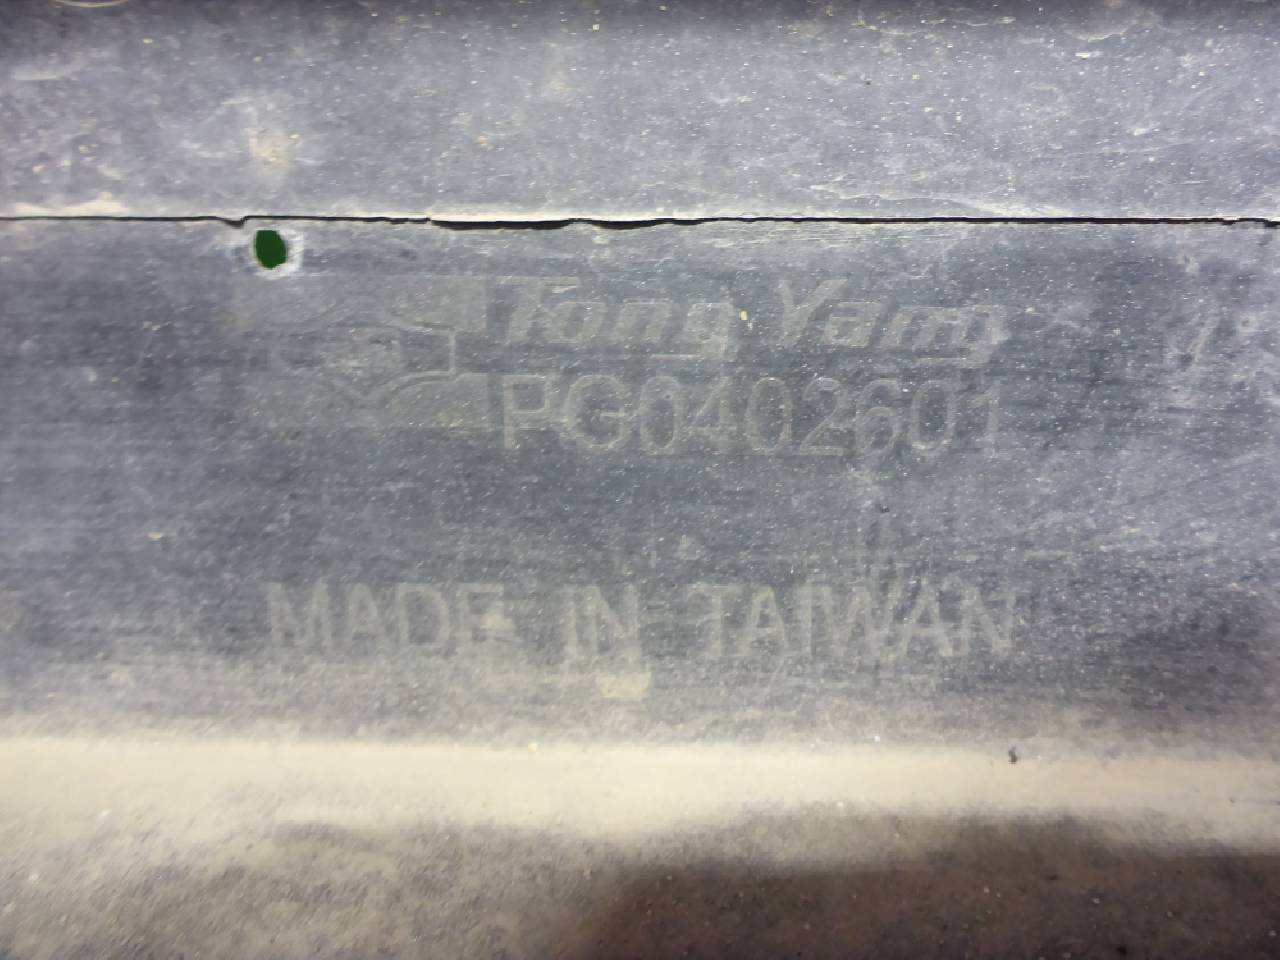 Tong Yang
PG0402601
MADE IN TAIWAN